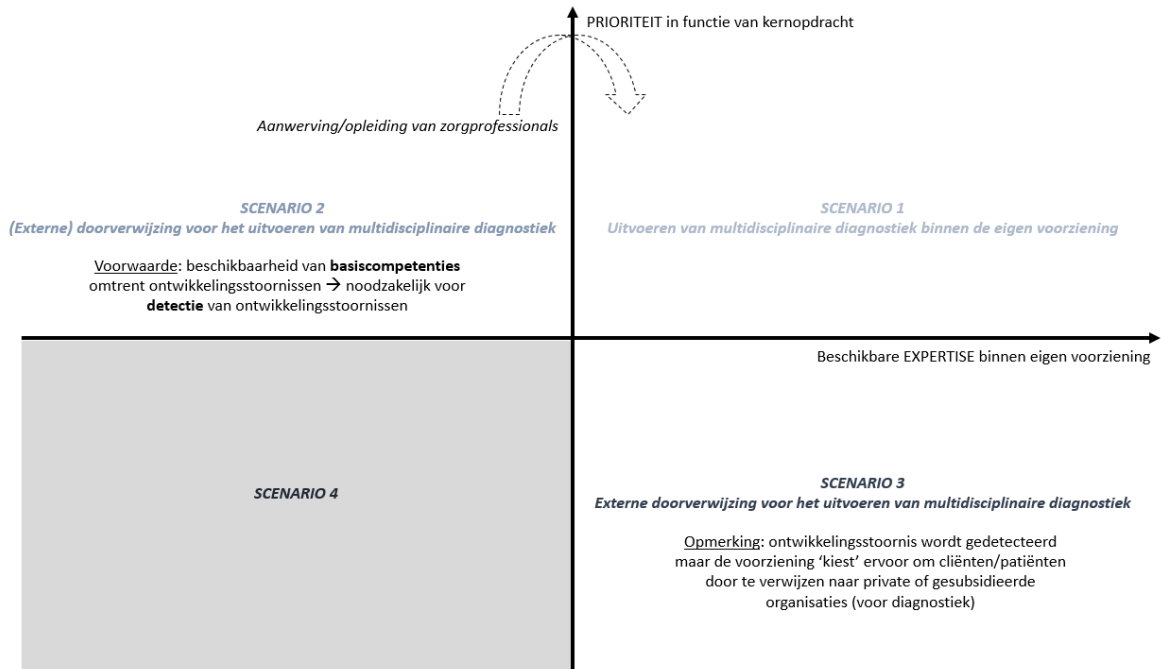 PRIORITEIT in functie van kernopdracht
Aanwerving/opleiding van zorgprofessionals
SCENARIO 2
(Externe) doorverwijzing voor het uitvoeren van multidisciplinaire diagnostiek
Voorwaarde: beschikbaarheid van basiscompetenties
omtrent ontwikkelingsstoornissen → noodzakelijk voor
detectie van ontwikkelingsstoornissen
SCENARIO 1
Uitvoeren van multidisciplinaire diagnostiek binnen de eigen voorziening
Beschikbare EXPERTISE binnen eigen voorziening
SCENARIO 4
SCENARIO 3
Externe doorverwijzing voor het uitvoeren van multidisciplinaire diagnostiek
Opmerking: ontwikkelingsstoornis wordt gedetecteerd
maar de voorziening ‘kiest’ ervoor om cliënten/patiënten
door te verwijzen naar private of gesubsidieerde
organisaties (voor diagnostiek)